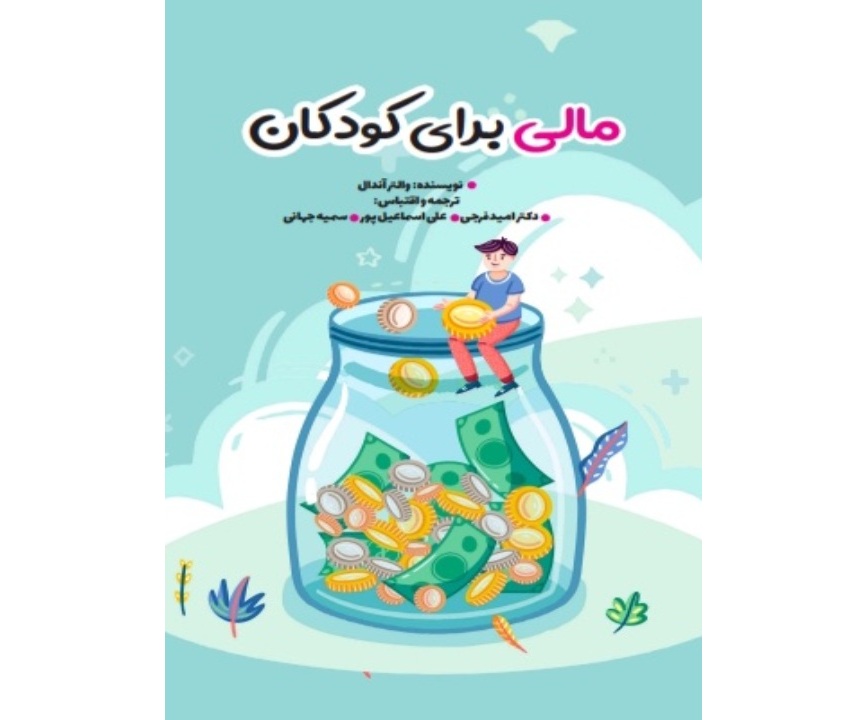 مالی برای کودکان
• نویسنده: والتر آندال
ترجمه و اقتباس:
• دکتر امید فرجی • علی اسماعیل پور • سمیه جهانی